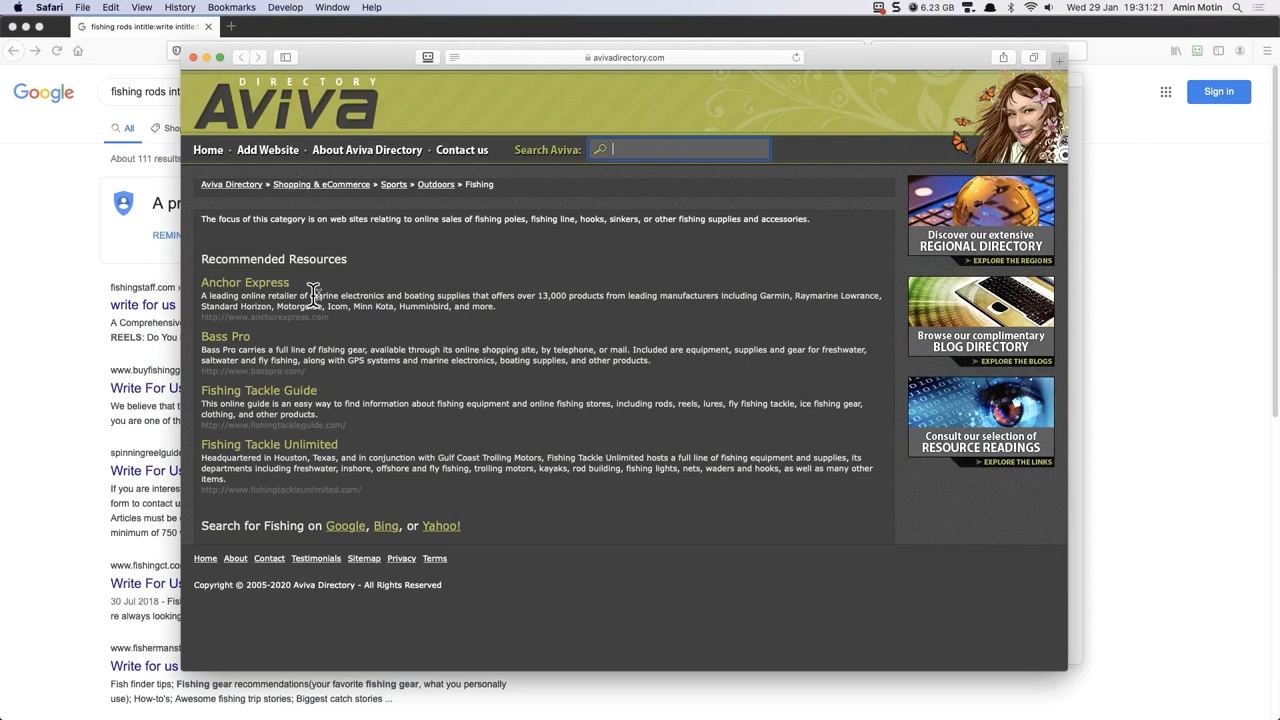 Safari File Edit View History Bookmarks Develop Window Help 6.23 GB Wed 29 Jan 19:31:21 Amin Motin
fishing rods intitle:write intitle:
avivadirectory.com
Google
fishing rods int
Sign in
All
Sho
About 111 results
A p
REMIN
fishingstaff.com ›
write for us
A Comprehensive
REELS: Do You
www.buyfishingg
Write For Us
We believe that t
you are one of th
spinningreelguide
Write For Us
If you are interes
form to contact u
Articles must be o
minimum of 750
www.fishingct.co
Write For Us
30 Jul 2018 - Fis
re always looking
www.fishermanst
Write for us
Fish finder tips; Fishing gear recommendations(your favorite fishing gear, what you personally
use); How-to's; Awesome fishing trip stories; Biggest catch stories ...
DIRECTORY
Aviva
Home · Add Website · About Aviva Directory · Contact us
Search Aviva:
Aviva Directory » Shopping & eCommerce » Sports » Outdoors » Fishing
The focus of this category is on web sites relating to online sales of fishing poles, fishing line, hooks, sinkers, or other fishing supplies and accessories.
Recommended Resources
Anchor Express
A leading online retailer of marine electronics and boating supplies that offers over 13,000 products from leading manufacturers including Garmin, Raymarine Lowrance,
Standard Horizon, Motorguide, Icom, Minn Kota, Humminbird, and more.
http://www.anchorexpress.com
Bass Pro
Bass Pro carries a full line of fishing gear, available through its online shopping site, by telephone, or mail. Included are equipment, supplies and gear for freshwater,
saltwater and fly fishing, along with GPS systems and marine electronics, boating supplies, and other products.
http://www.basspro.com/
Fishing Tackle Guide
This online guide is an easy way to find information about fishing equipment and online fishing stores, including rods, reels, lures, fly fishing tackle, ice fishing gear,
clothing, and other products.
http://www.fishingtackleguide.com/
Fishing Tackle Unlimited
Headquartered in Houston, Texas, and in conjunction with Gulf Coast Trolling Motors, Fishing Tackle Unlimited hosts a full line of fishing equipment and supplies, its
departments including freshwater, inshore, offshore and fly fishing, trolling motors, kayaks, rod building, fishing lights, nets, waders and hooks, as well as many other
items.
http://www.fishingtackleunlimited.com/
Search for Fishing on Google, Bing, or Yahoo!
Home About Contact Testimonials Sitemap Privacy Terms
Copyright © 2005-2020 Aviva Directory - All Rights Reserved
Discover our extensive
REGIONAL DIRECTORY
EXPLORE THE REGIONS
Browse our complimentary
BLOG DIRECTORY
EXPLORE THE BLOGS
Consult our selection of
RESOURCE READINGS
EXPLORE THE LINKS